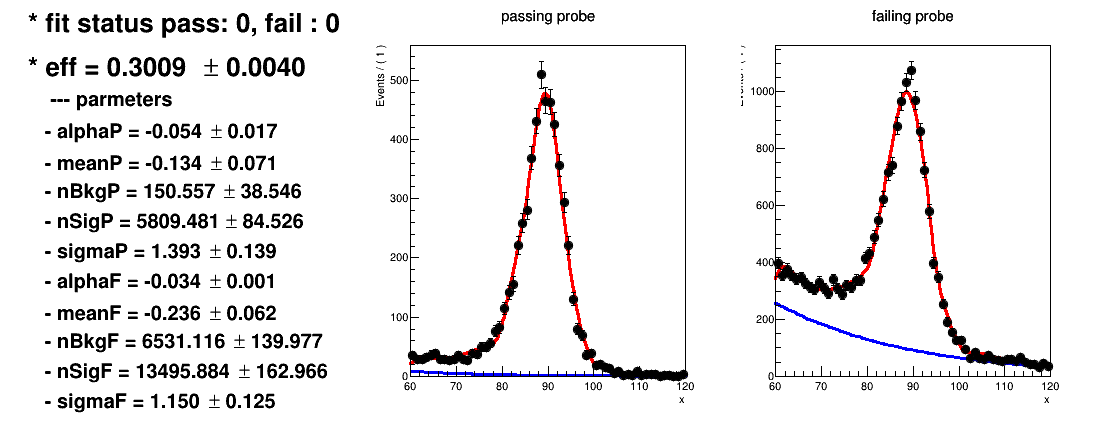 * fit status pass: 0, fail : 0
* eff = 0.3009 ± 0.0040
--- parmeters
- alphaP = -0.054 ± 0.017
- meanP = -0.134 ± 0.071
- nBkgP = 150.557 ± 38.546
- nSigP = 5809.481 ± 84.526
- sigmaP = 1.393 ± 0.139
- alphaF = -0.034 ± 0.001
- meanF = -0.236 ± 0.062
- nBkgF = 6531.116 ± 139.977
- nSigF = 13495.884 ± 162.966
- sigmaF = 1.150 ± 0.125
passing probe
Events / ( 1 )
500
400
300
200
100
0
60 70 80 90 100 110 120
x
failing probe
1000
800
600
400
200
0
60 70 80 90 100 110 120
x